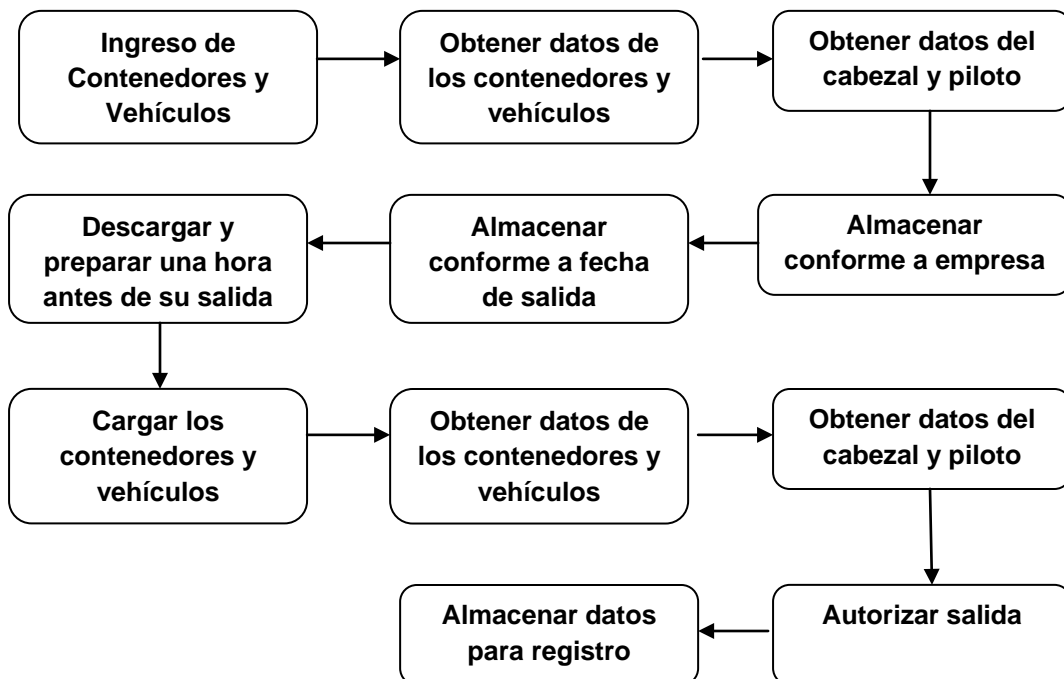 Ingreso de
Contenedores y
Vehículos
Obtener datos de
los contenedores y
vehículos
Obtener datos del
cabezal y piloto
Almacenar
conforme a empresa
Almacenar
conforme a fecha
de salida
Descargar y
preparar una hora
antes de su salida
Cargar los
contenedores y
vehículos
Obtener datos de
los contenedores y
vehículos
Obtener datos del
cabezal y piloto
Autorizar salida
Almacenar datos
para registro